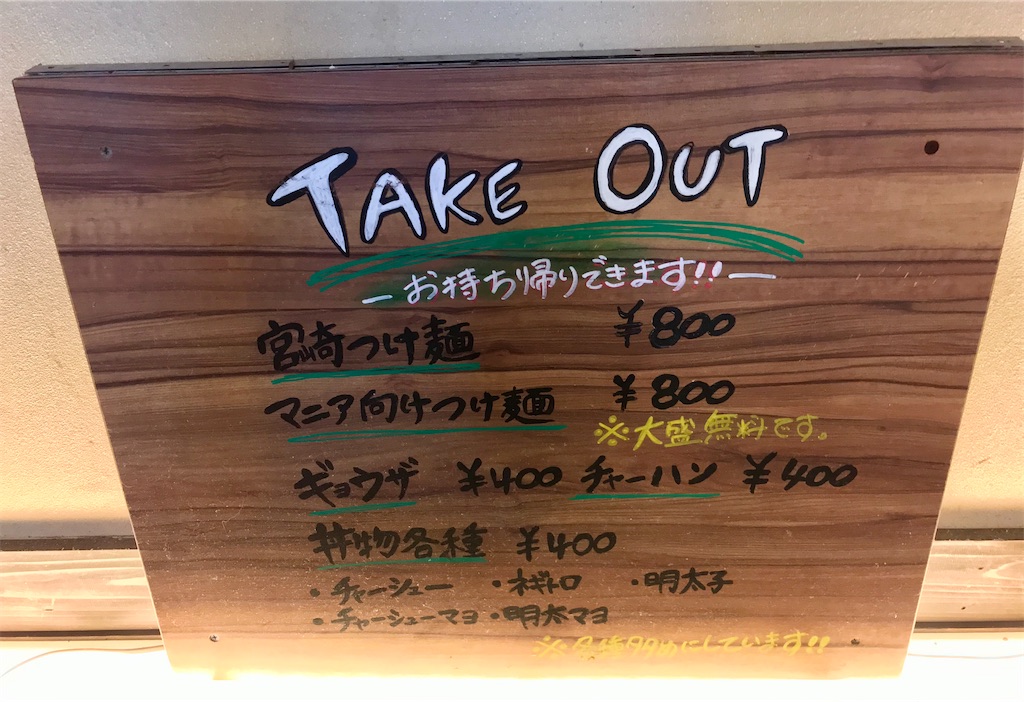 TAKE OUT
ーお持ち帰りできます!!ー
宮崎つけ麺 ¥800
マニア向けつけ麺 ¥800
※大盛無料です。
ギョウザ ¥400 チャーハン ¥400
丼物各種 ¥400
・チャーシュー ・ネギトロ ・明太子
・チャーシューマヨ ・明太マヨ
※各種多めにしています!!